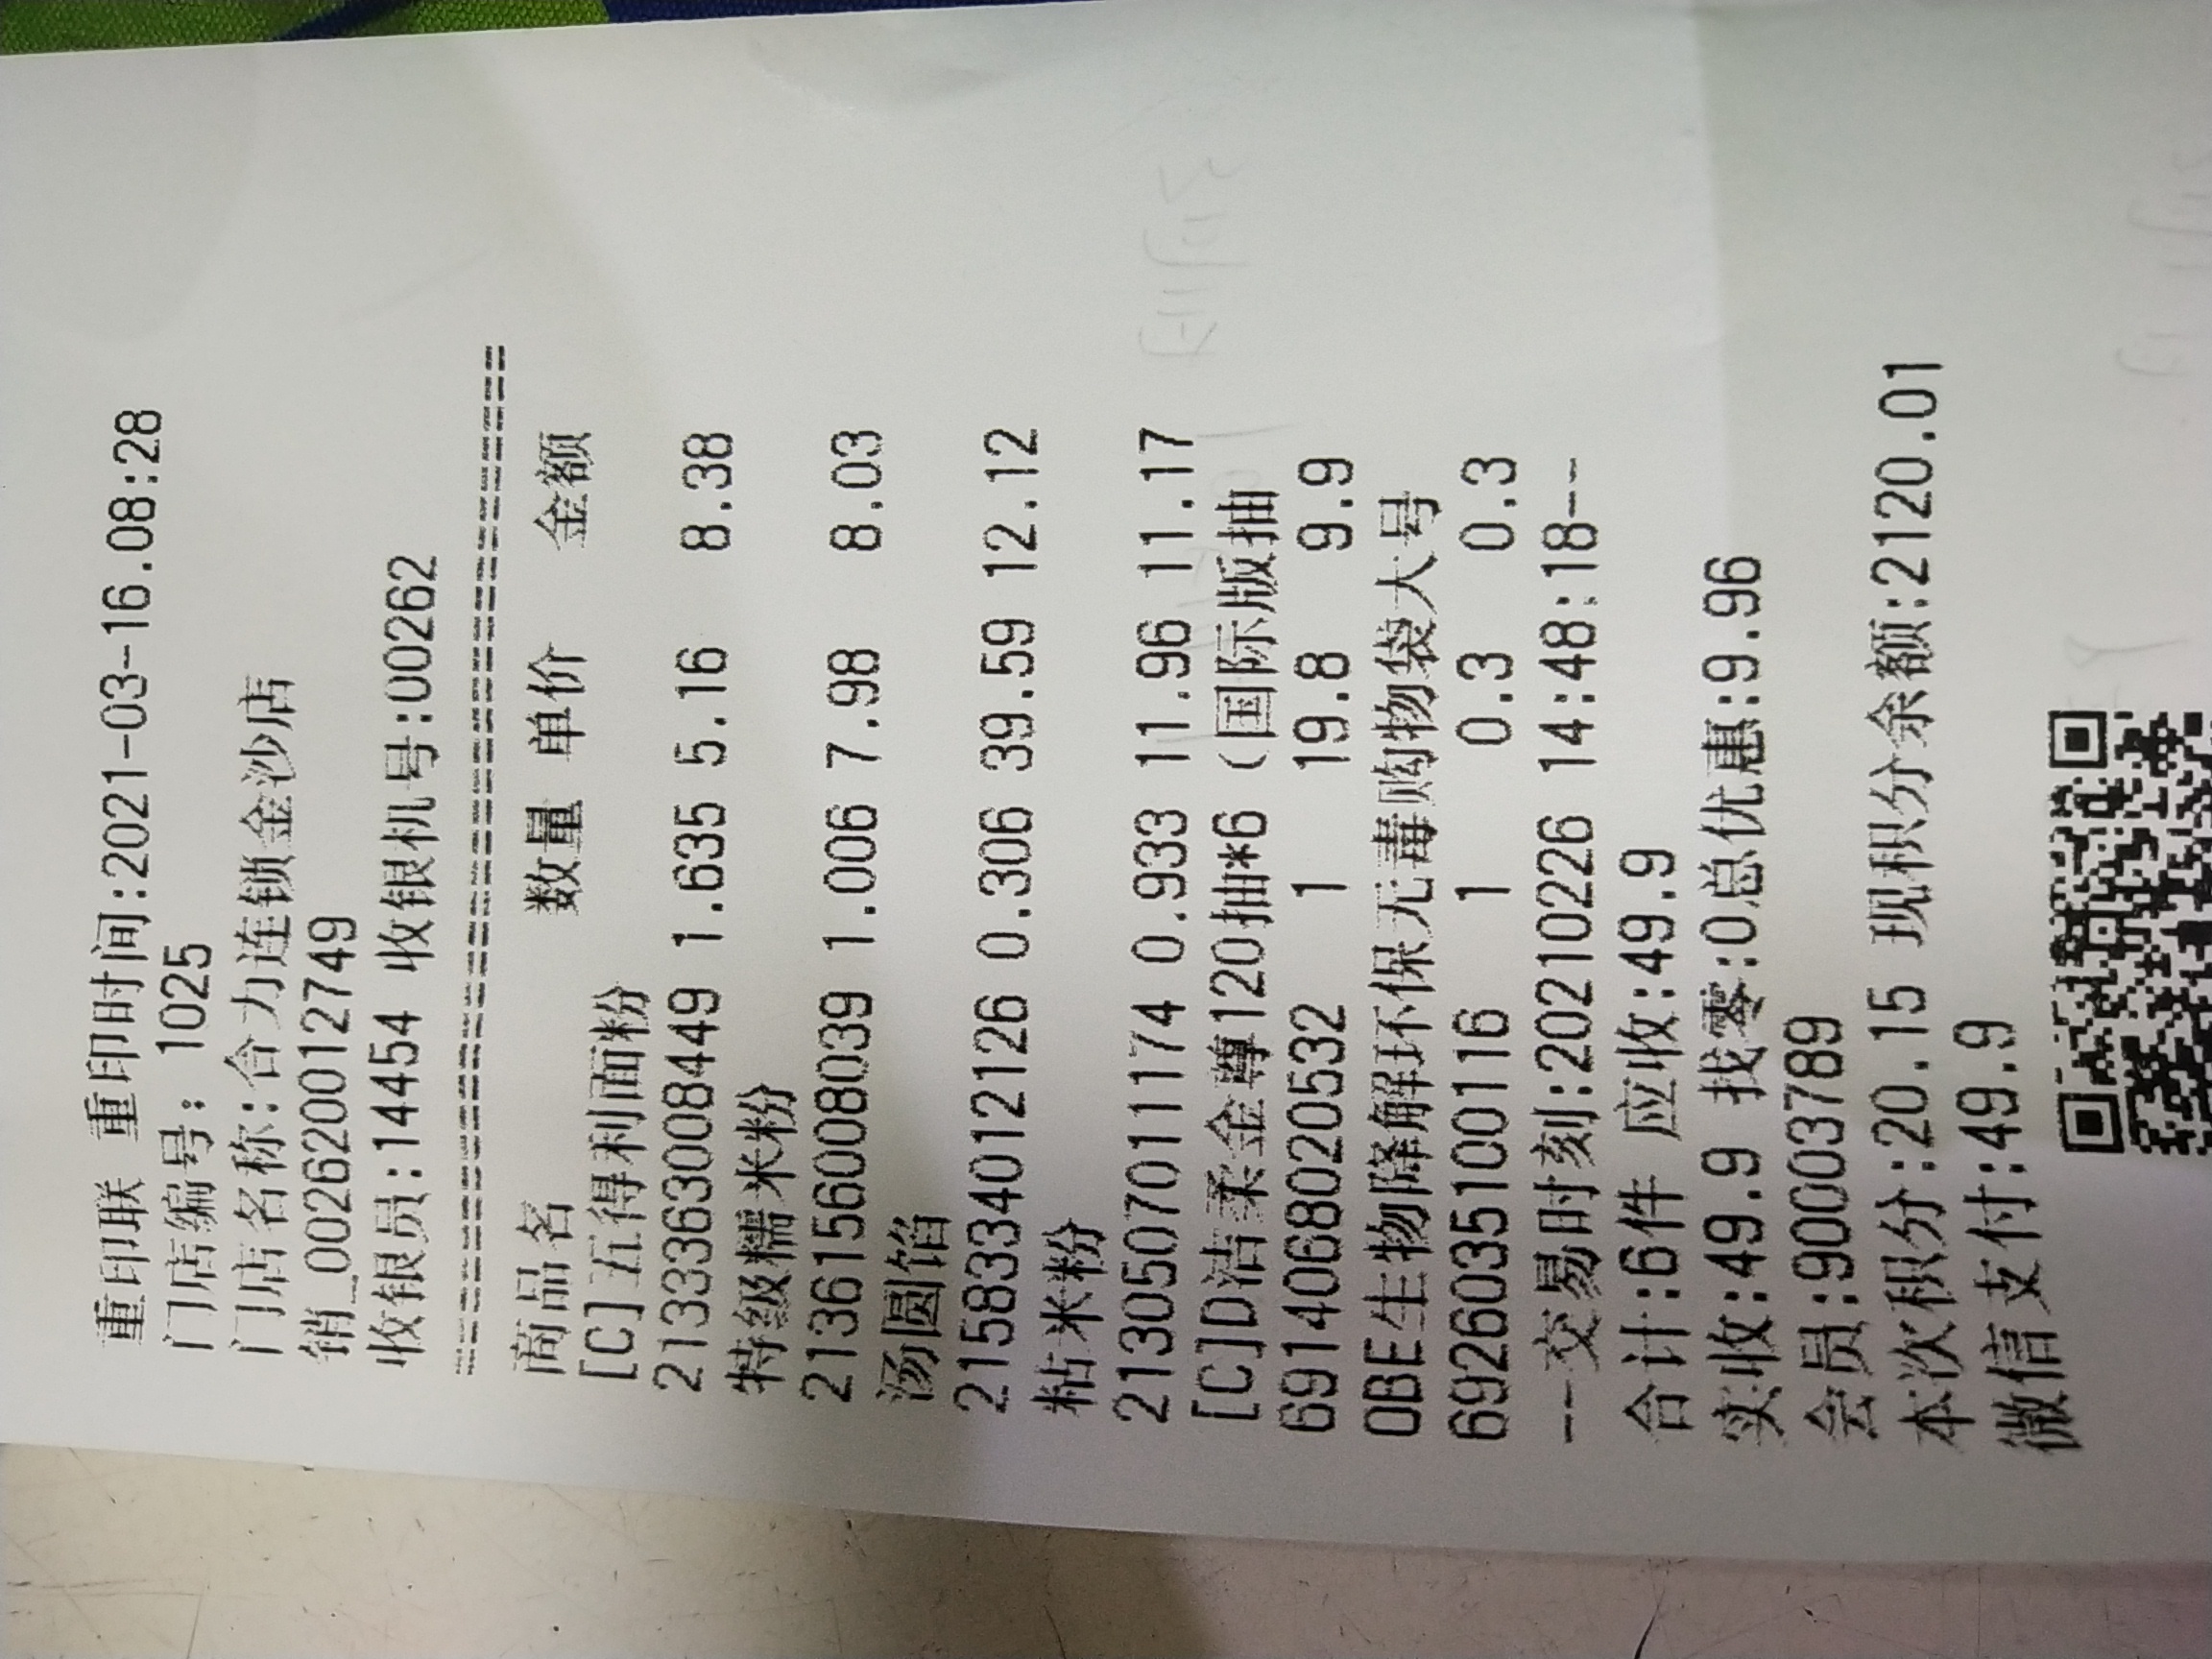 重印联 重印时间:2021-03-16.08:28
门店编号: 1025
门店名称:合力连锁金沙店
销_002620012749
收银员:14454 收银机号:00262
商品名 数量 单价 金额
[C]五得利面粉
2133363008449 1.635 5.16 8.38
特级糯米粉
2136156008039 1.006 7.98 8.03
汤圆馅
2158334012126 0.306 39.59 12.12
粘米粉
2130507011174 0.933 11.96 11.17
[C]D洁柔金尊120抽*6 (国际版抽
6914068020532 1 19.8 9.9
OBE生物降解环保无毒购物袋大号
6926035100116 1 0.3 0.3
--交易时刻:20210226 14:48:18--
合计:6件 应收:49.9
实收:49.9 找零:0总优惠:9.96
会员:900003789
本次积分:20.15 现积分余额:2120.01
微信支付:49.9